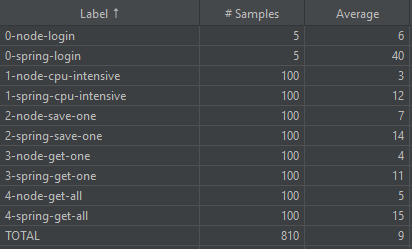 Label ↑ # Samples Average
0-node-login 5 6
0-spring-login 5 40
1-node-cpu-intensive 100 3
1-spring-cpu-intensive 100 12
2-node-save-one 100 7
2-spring-save-one 100 14
3-node-get-one 100 4
3-spring-get-one 100 11
4-node-get-all 100 5
4-spring-get-all 100 15
TOTAL 810 9